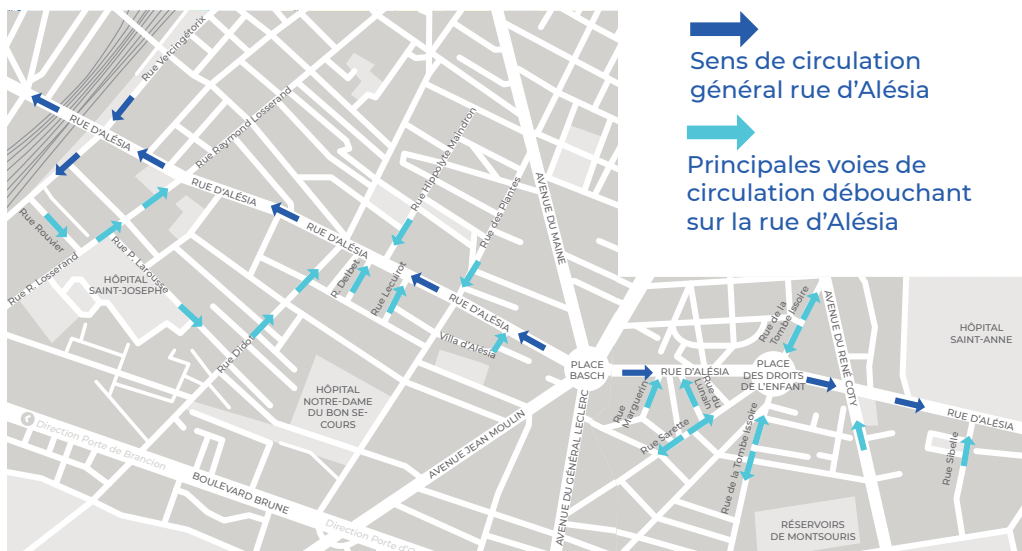 Sens de circulation
général rue d'Alésia
Principales voies de
circulation débouchant
sur la rue d'Alésia
Rue Vercingétorix
RUE D'ALÉSIA
Rue Raymond Losserand
RUE D'ALÉSIA
Rue Hippolyte Maindron
Rue des Plantes
AVENUE DU MAINE
Rue Rouvier
Rue P. Larousse
Rue R. Losserand
HÔPITAL
SAINT-JOSEPH
RUE D'ALÉSIA
R. Delbet
Rue Lecuirot
RUE D'ALÉSIA
Villa d'Alésia
Rue Didot
HÔPITAL
NOTRE-DAME
DU BON SE-
COURS
PLACE
BASCH
RUE D'ALÉSIA
Rue de la
Tombe Issoire
PLACE
DES DROITS
DE L'ENFANT
AVENUE DU RENÉ COTY
HÔPITAL
SAINT-ANNE
RUE D'ALÉSIA
Rue
Marguerin
Rue du
Lunain
Rue Sarette
Rue de la Tombe Issoire
Rue Sibelle
AVENUE JEAN MOULIN
AVENUE DU GÉNÉRAL LECLERC
Direction Porte de Brancion
BOULEVARD BRUNE
Direction Porte d'O
RÉSERVOIRS
DE MONTSOURIS